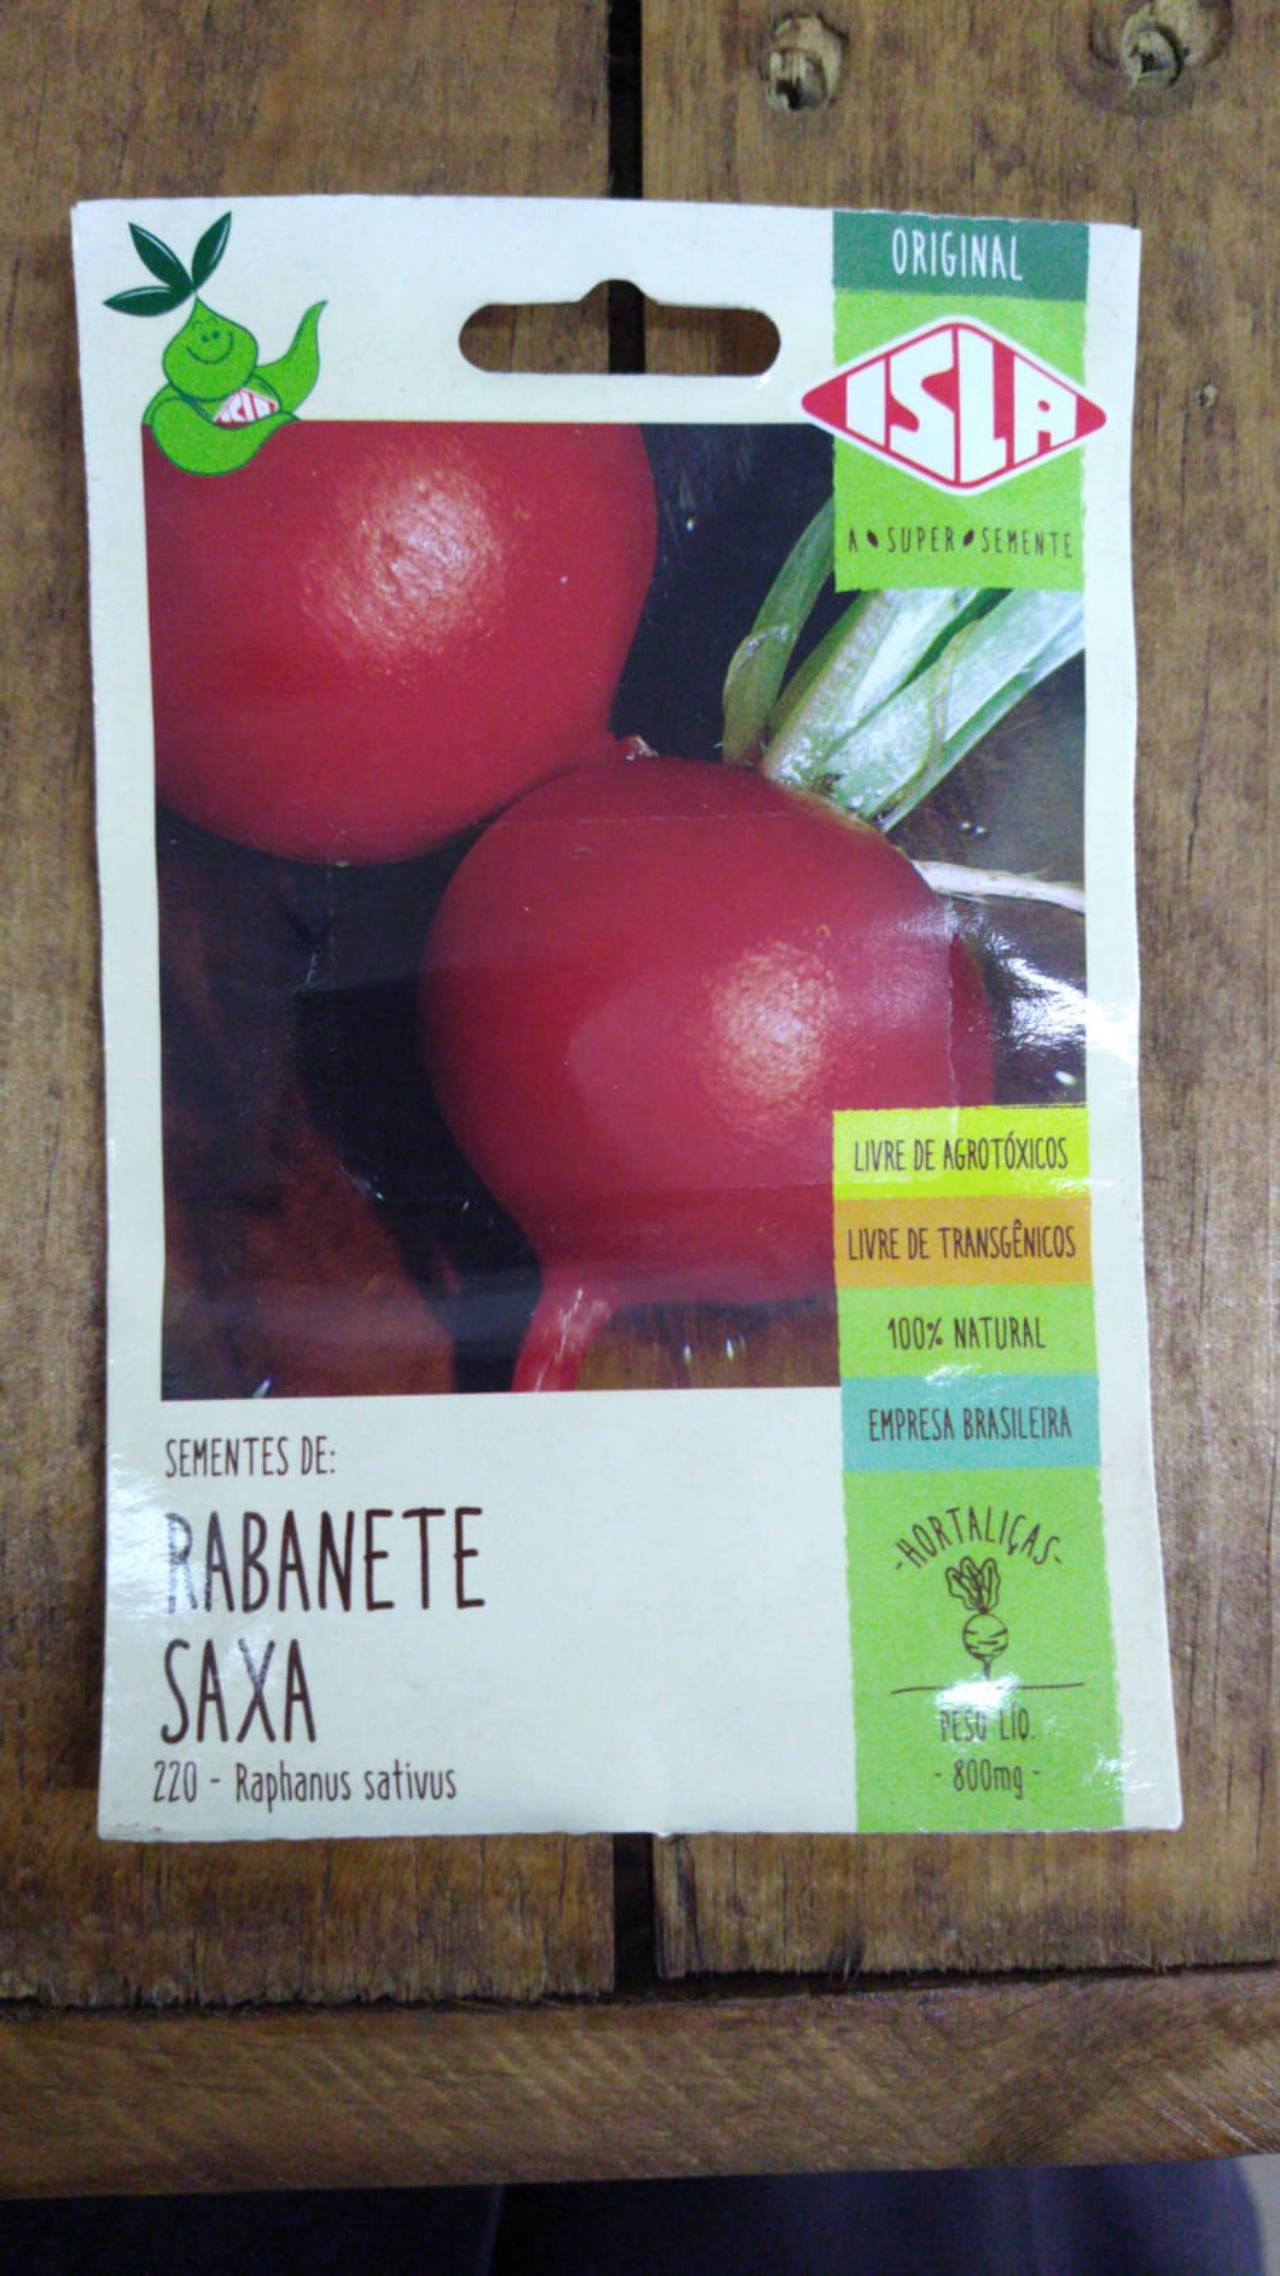 ORIGINAL
ISLA
ISLA
A SUPER SEMENTE
LIVRE DE AGROTÓXICOS
LIVRE DE TRANSGÊNICOS
100% NATURAL
EMPRESA BRASILEIRA
SEMENTES DE:
RABANETE
SAXA
220 - Raphanus sativus
-HORTALIÇAS-
PESO LÍQ.
- 800mg -